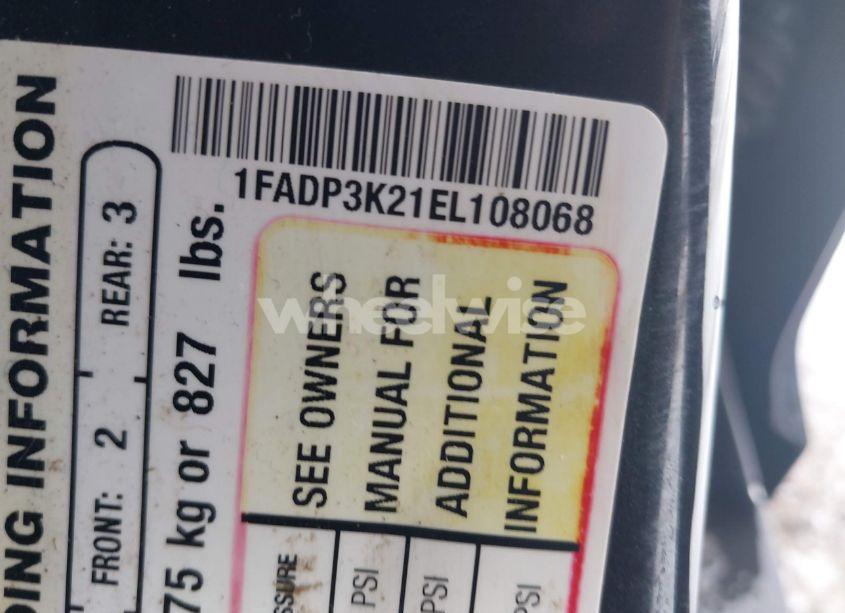 1FADP3K21EL108068
DING INFORMATION
FRONT: 2 REAR: 3
75 kg or 827 lbs.
SEE OWNERS
MANUAL FOR
ADDITIONAL
INFORMATION
SSURE
PSI
PSI
PSI
wheelwise